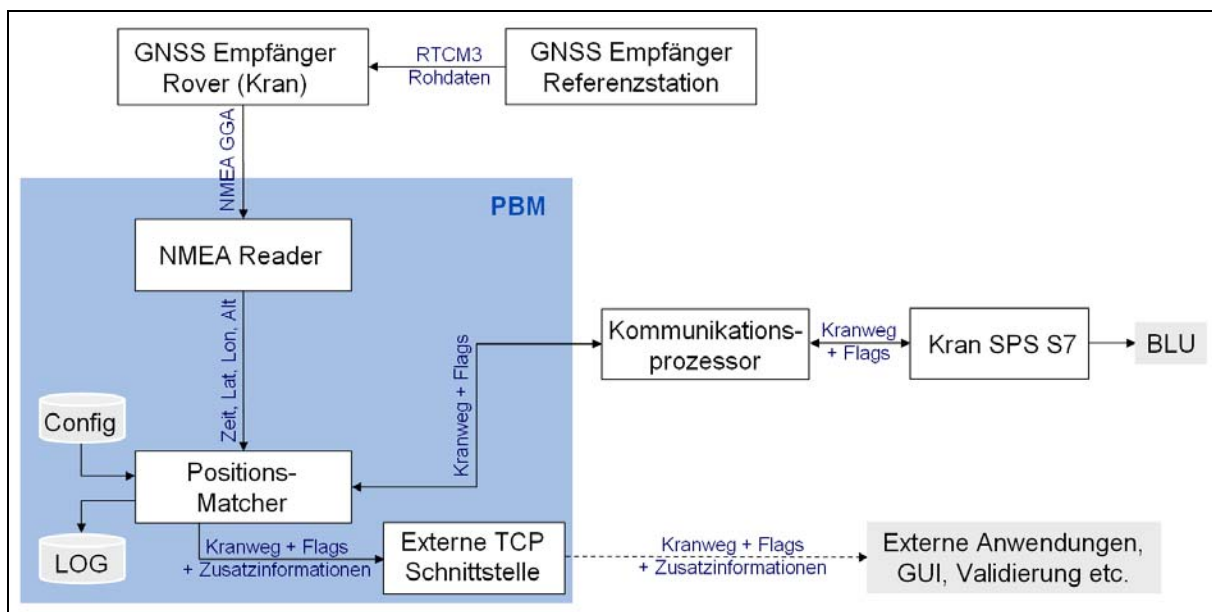 GNSS Empfänger
Rover (Kran)
RTCM3
Rohdaten
GNSS Empfänger
Referenzstation
NMEA GGA
PBM
NMEA Reader
Zeit, Lat, Lon, Alt
Kranweg + Flags
Kommunikations-
prozessor
Kranweg
+ Flags
Kran SPS S7
BLU
Config
Positions-
Matcher
LOG
Kranweg + Flags
+ Zusatzinformationen
Externe TCP
Schnittstelle
Kranweg + Flags
+ Zusatzinformationen
Externe Anwendungen,
GUI, Validierung etc.